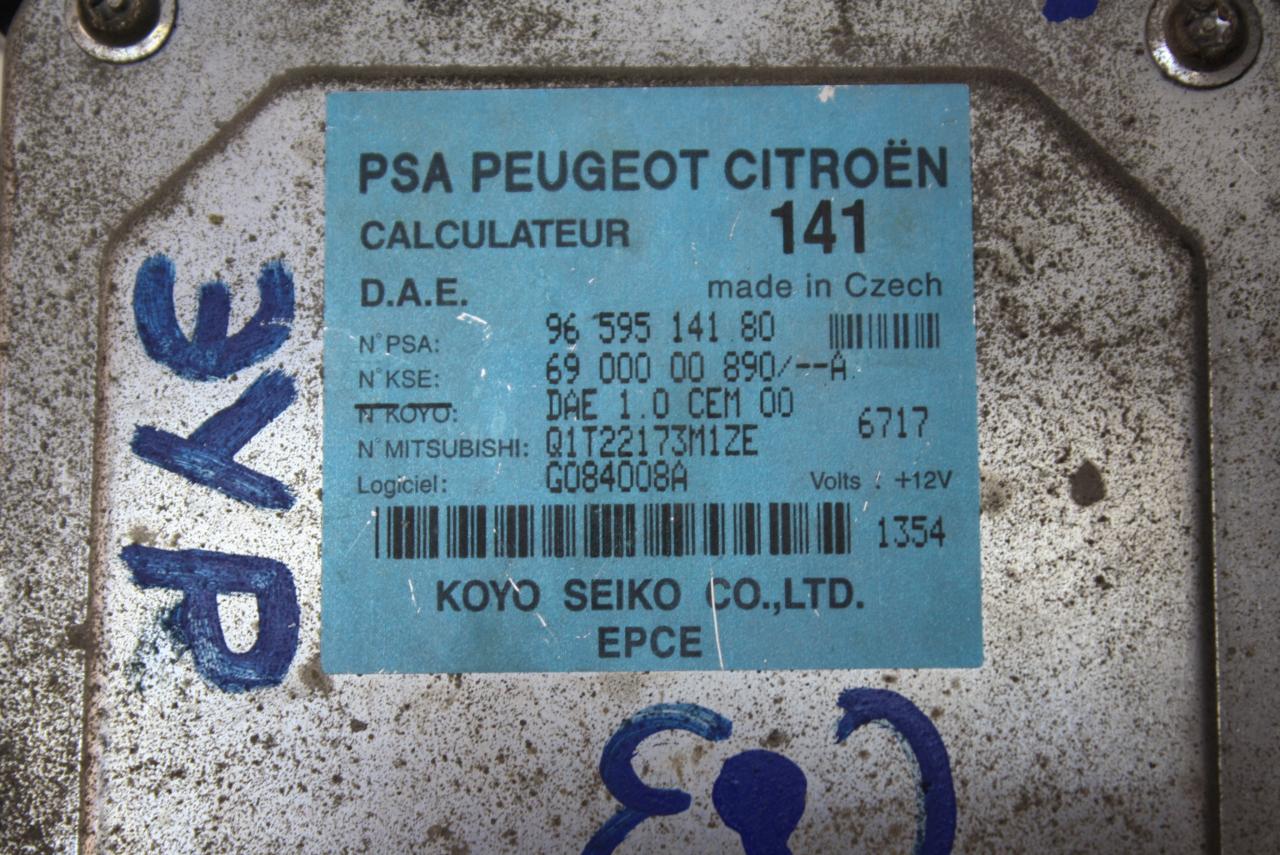 PSA PEUGEOT CITROËN
CALCULATEUR 141
D.A.E. made in Czech
N°PSA: 96 595 141 80
N°KSE: 69 000 00 890/--A
N°KOYO: DAE 1.0 CEM 00 6717
N°MITSUBISHI: Q1T22173M1ZE
Logiciel: G084008A Volts : +12V
1354
KOYO SEIKO CO.,LTD.
EPCE